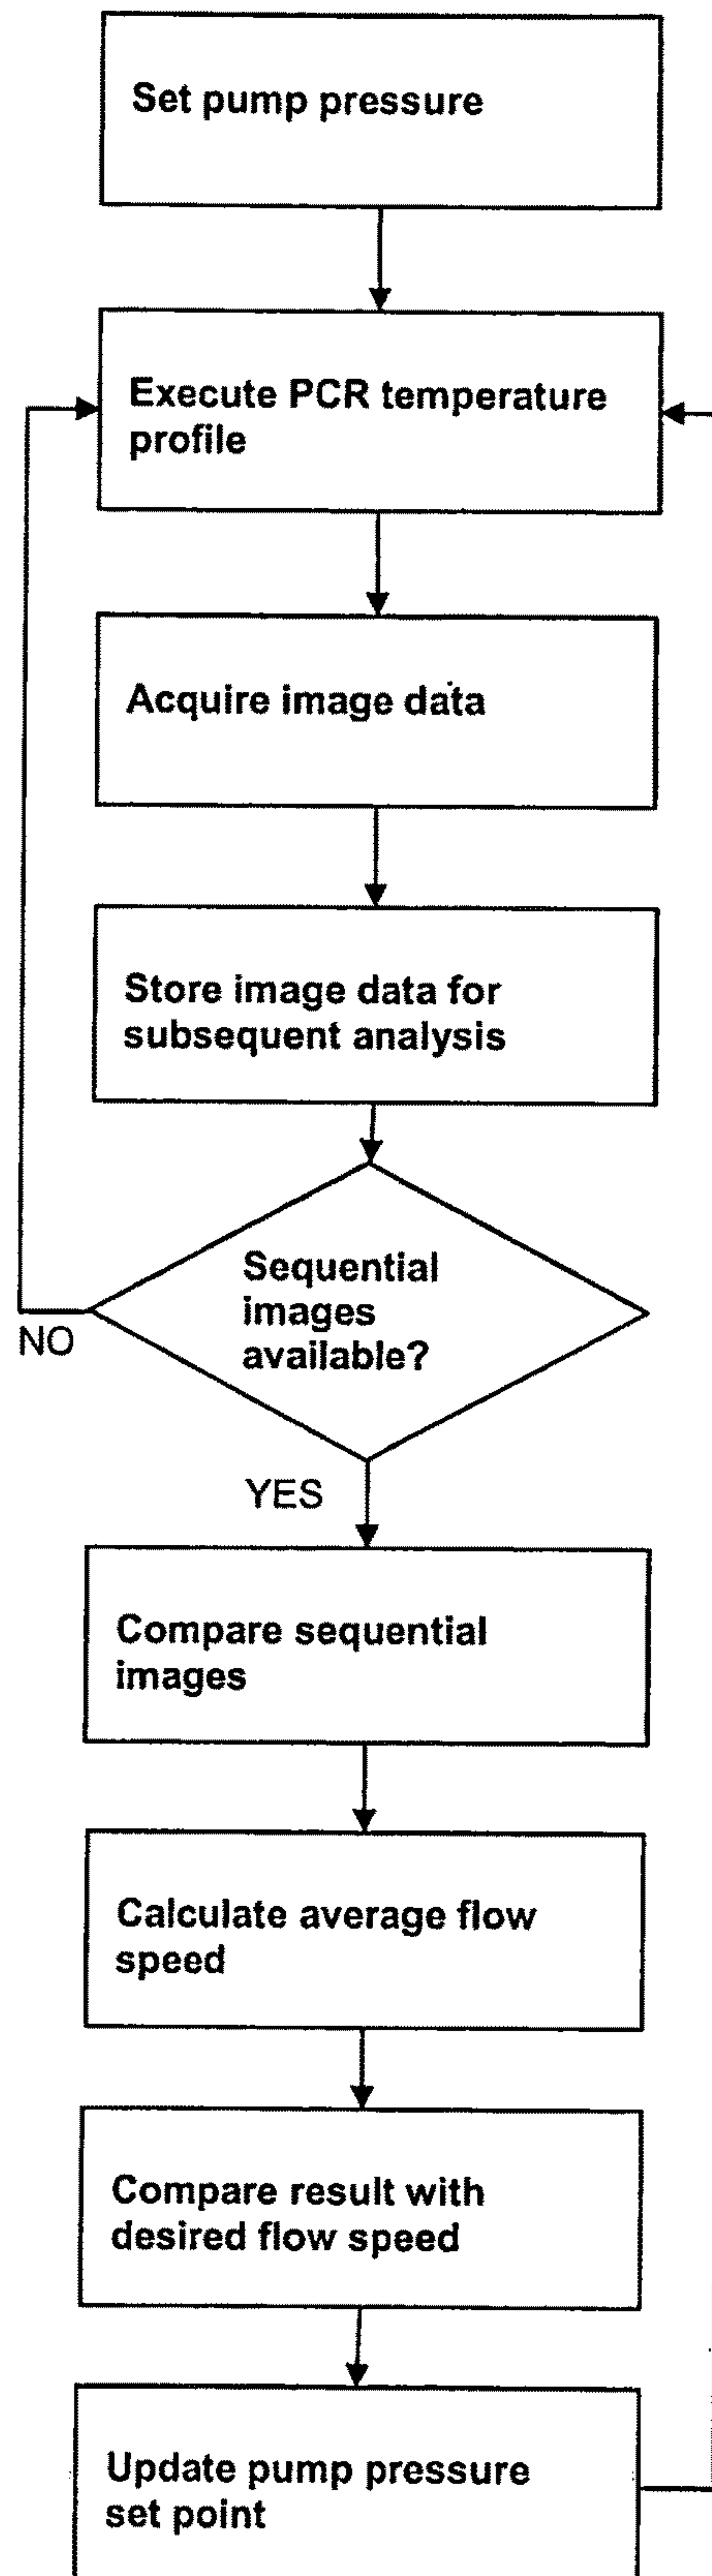 Set pump pressure
Execute PCR temperature
profile
Acquire image data
Store image data for
subsequent analysis
Sequential
images
available?
NO
YES
Compare sequential
images
Calculate average flow
speed
Compare result with
desired flow speed
Update pump pressure
set point